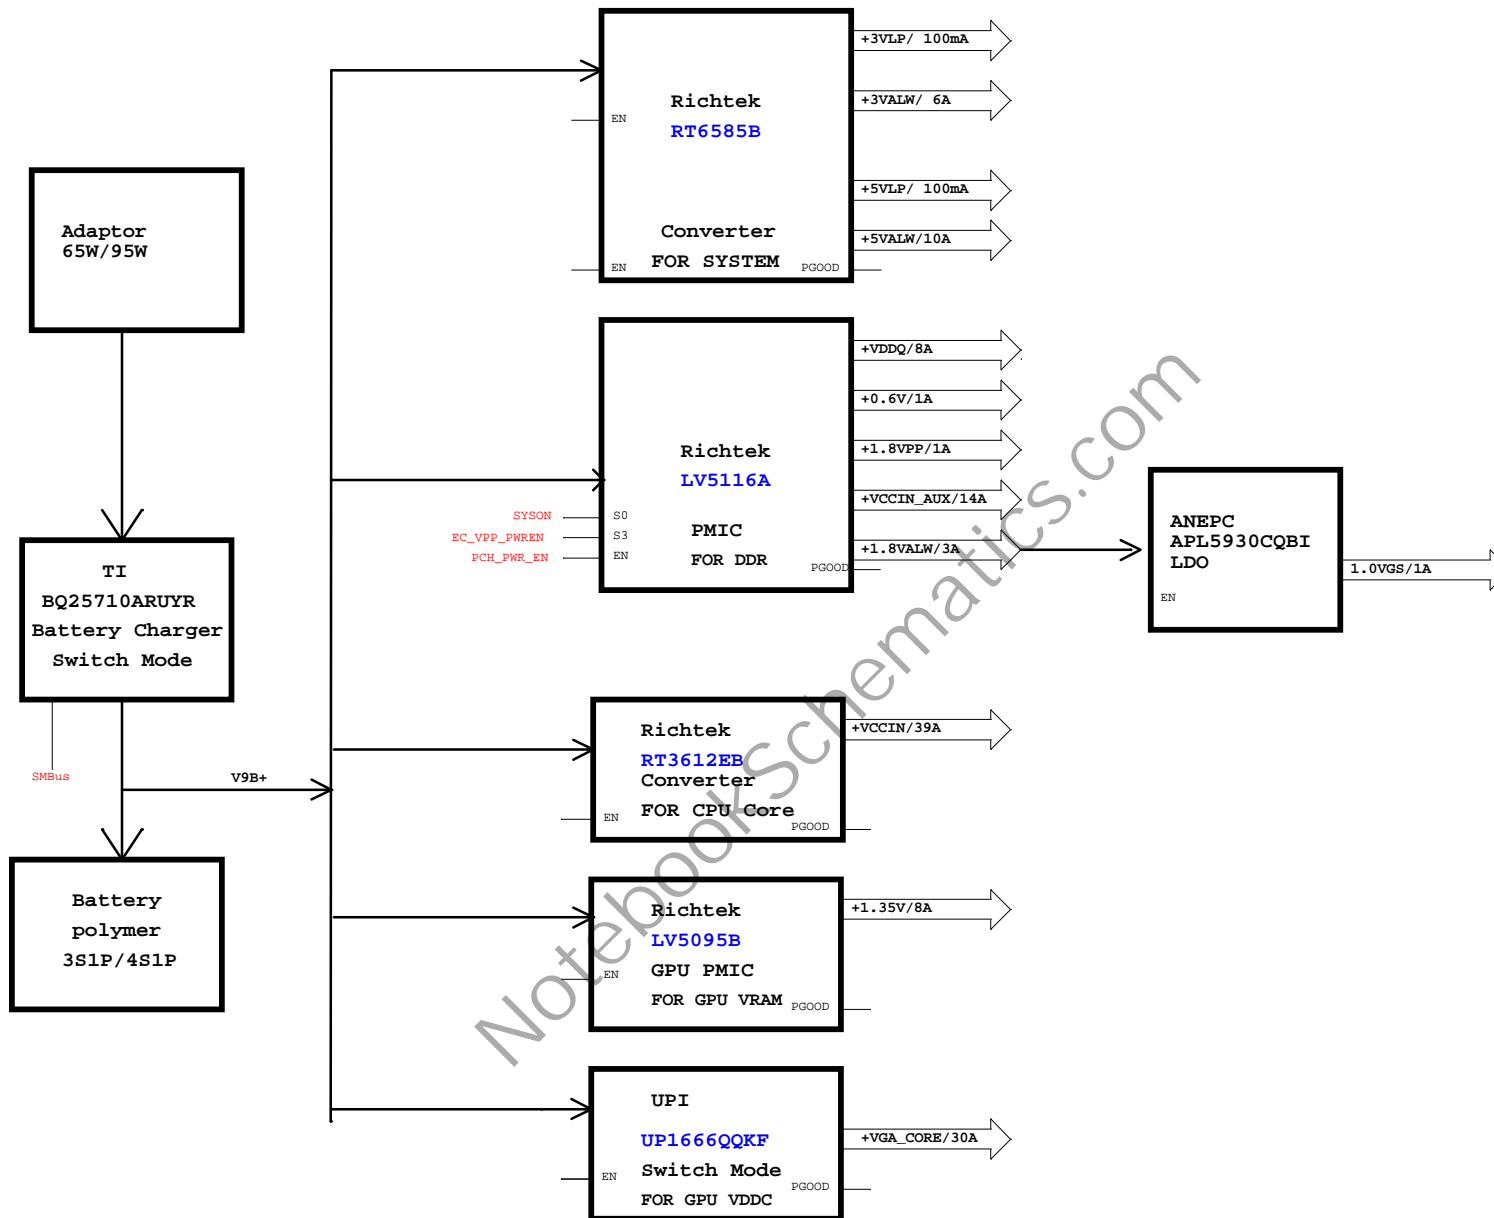 Adaptor
65W/95W
TI
BQ25710ARUYR
Battery Charger
Switch Mode
SMBus
V9B+
Battery
polymer
3S1P/4S1P
Richtek
RT6585B
Converter
FOR SYSTEM
EN
EN
PGOOD
+3VLP/ 100mA
+3VALW/ 6A
+5VLP/ 100mA
+5VALW/10A
Richtek
LV5116A
PMIC
FOR DDR
SYSON
S0
EC_VPP_PWREN
S3
PCH_PWR_EN
EN
PGOOD
+VDDQ/8A
+0.6V/1A
+1.8VPP/1A
+VCCIN_AUX/14A
+1.8VALW/3A
ANEPC
APL5930CQBI
LDO
EN
1.0VGS/1A
Richtek
RT3612EB
Converter
FOR CPU Core
EN
PGOOD
+VCCIN/39A
Richtek
LV5095B
GPU PMIC
FOR GPU VRAM
EN
PGOOD
+1.35V/8A
UPI
UP1666QQKF
Switch Mode
FOR GPU VDDC
EN
PGOOD
+VGA_CORE/30A
NotebookSchematics.com